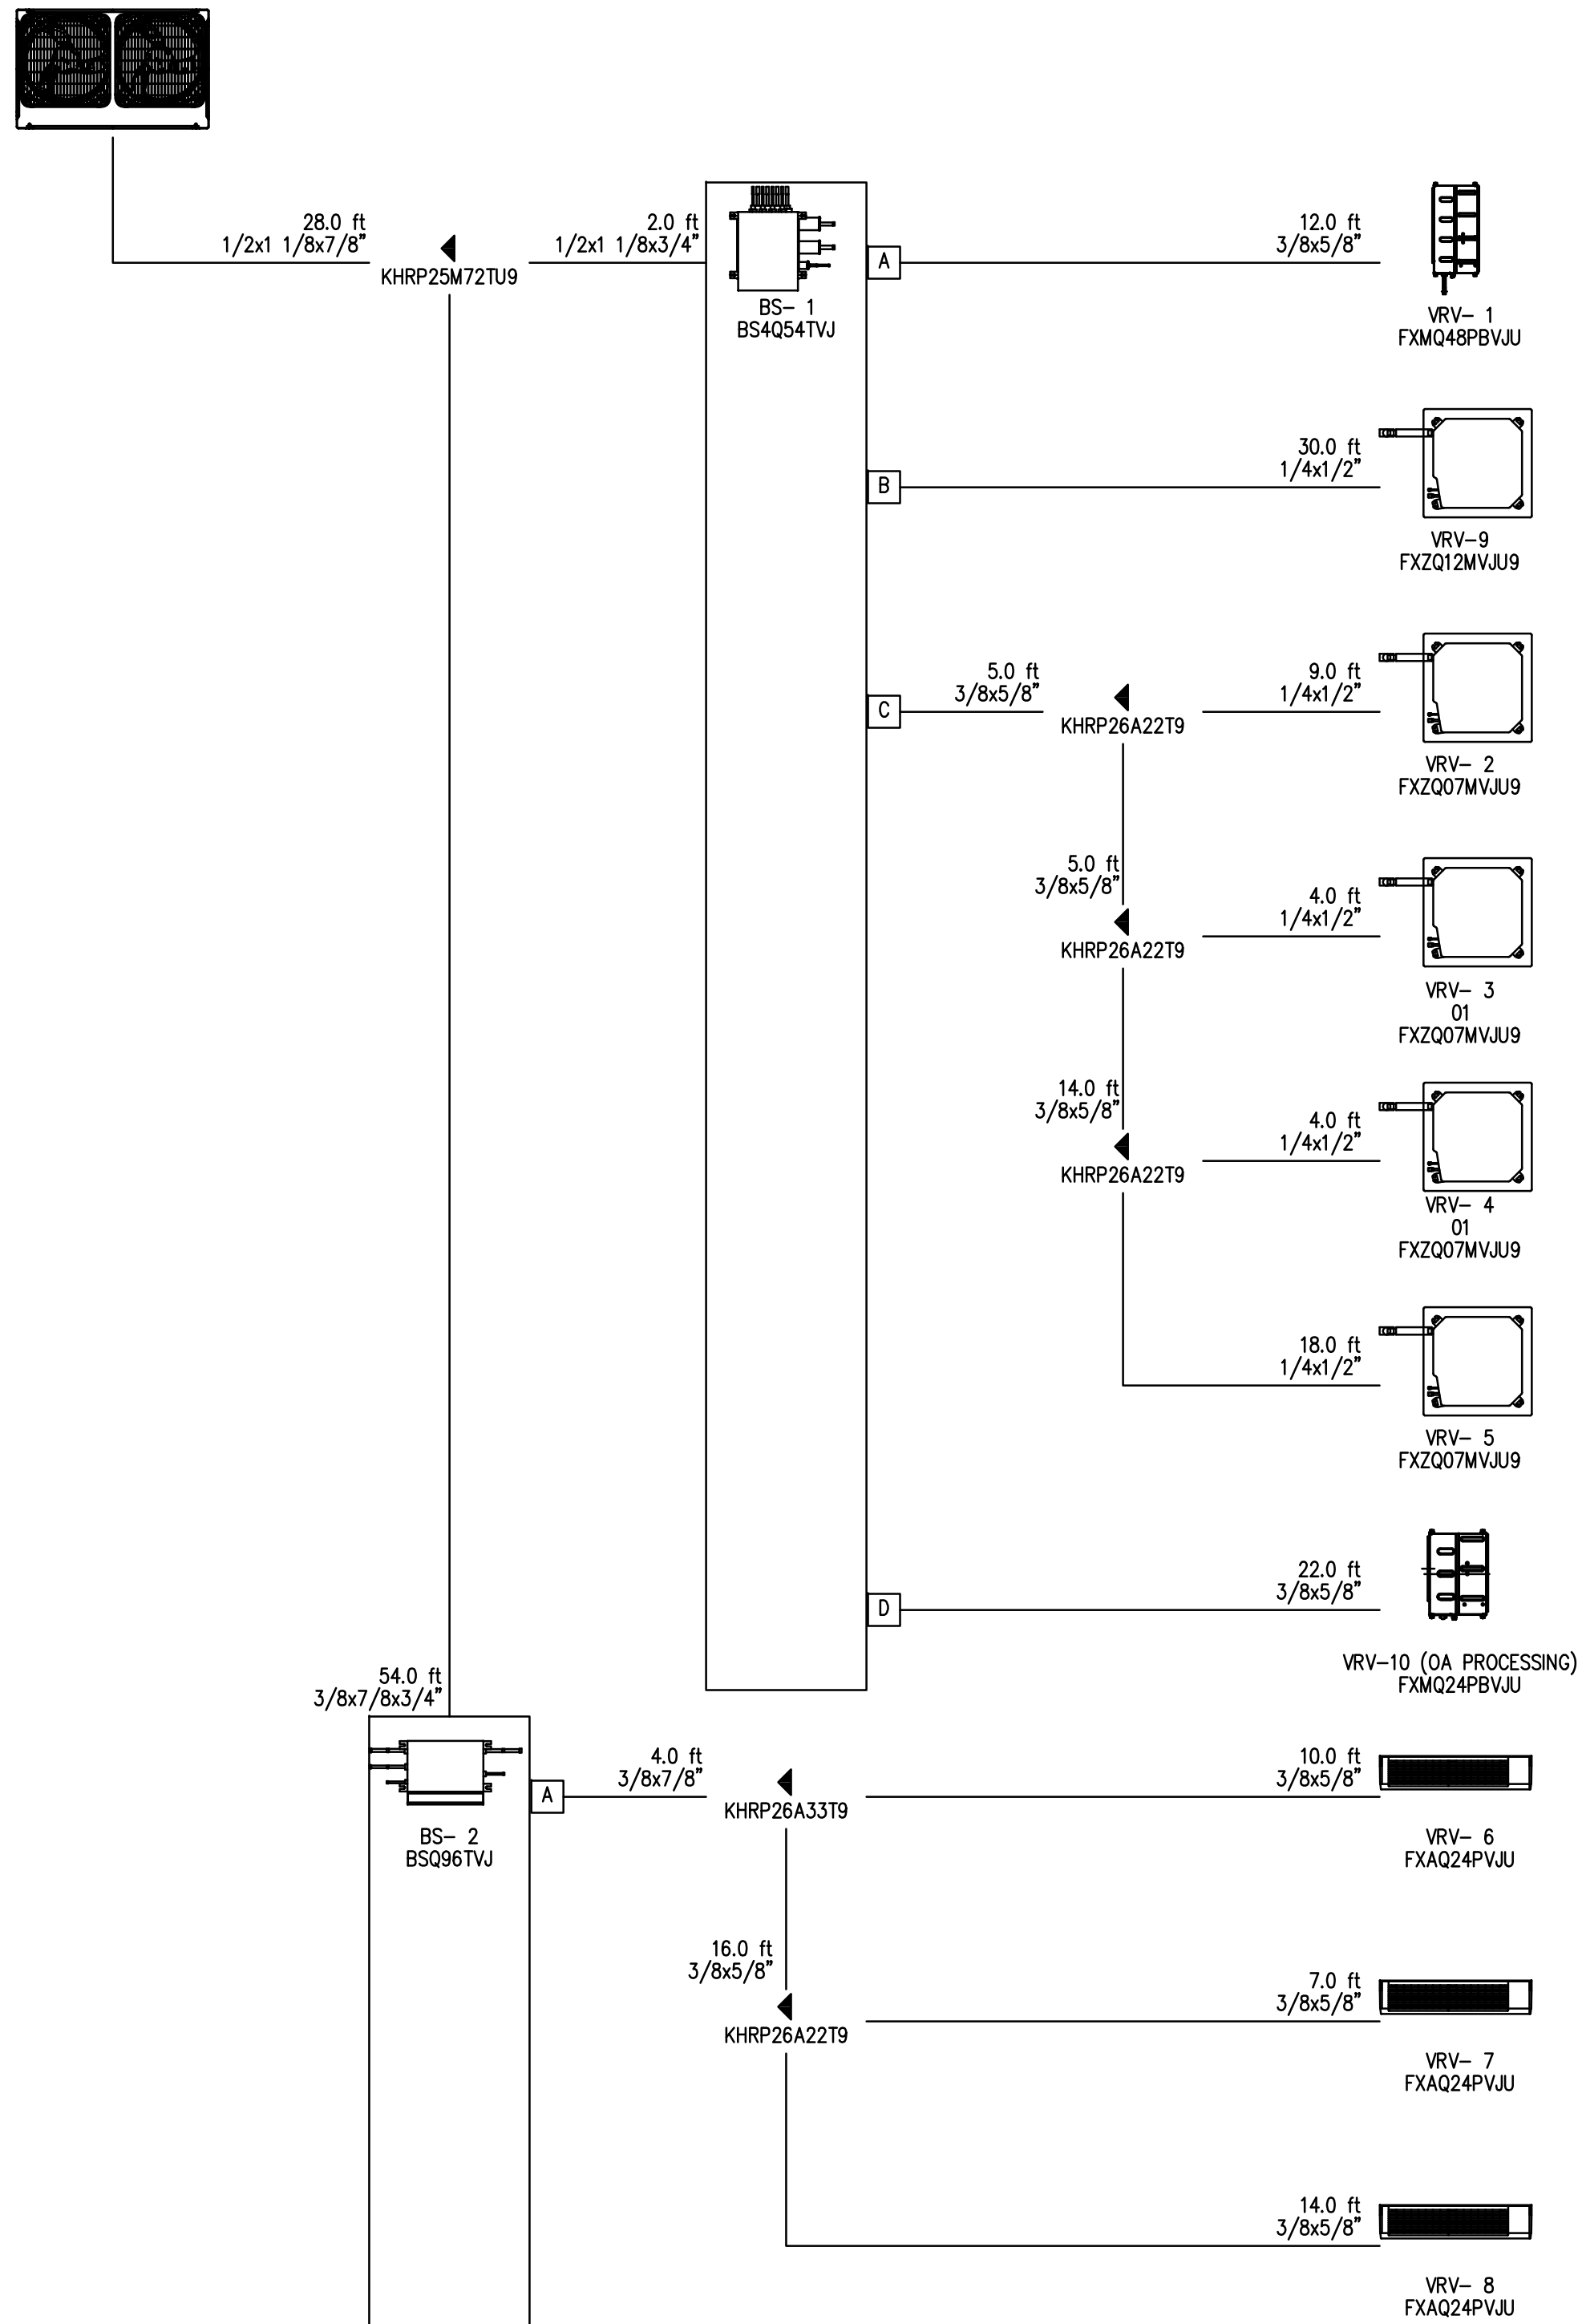 28.0 ft
1/2x1 1/8x7/8"
KHRP25M72TU9
2.0 ft
1/2x1 1/8x3/4"
BS- 1
BS4Q54TVJ
A
12.0 ft
3/8x5/8"
VRV- 1
FXMQ48PBVJU
B
30.0 ft
1/4x1/2"
VRV-9
FXZQ12MVJU9
C
5.0 ft
3/8x5/8"
KHRP26A22T9
9.0 ft
1/4x1/2"
VRV- 2
FXZQ07MVJU9
5.0 ft
3/8x5/8"
KHRP26A22T9
4.0 ft
1/4x1/2"
VRV- 3
01
FXZQ07MVJU9
14.0 ft
3/8x5/8"
KHRP26A22T9
4.0 ft
1/4x1/2"
VRV- 4
01
FXZQ07MVJU9
18.0 ft
1/4x1/2"
VRV- 5
FXZQ07MVJU9
D
22.0 ft
3/8x5/8"
VRV-10 (OA PROCESSING)
FXMQ24PBVJU
54.0 ft
3/8x7/8x3/4"
BS- 2
BSQ96TVJ
A
4.0 ft
3/8x7/8"
KHRP26A33T9
10.0 ft
3/8x5/8"
VRV- 6
FXAQ24PVJU
16.0 ft
3/8x5/8"
KHRP26A22T9
7.0 ft
3/8x5/8"
VRV- 7
FXAQ24PVJU
14.0 ft
3/8x5/8"
VRV- 8
FXAQ24PVJU